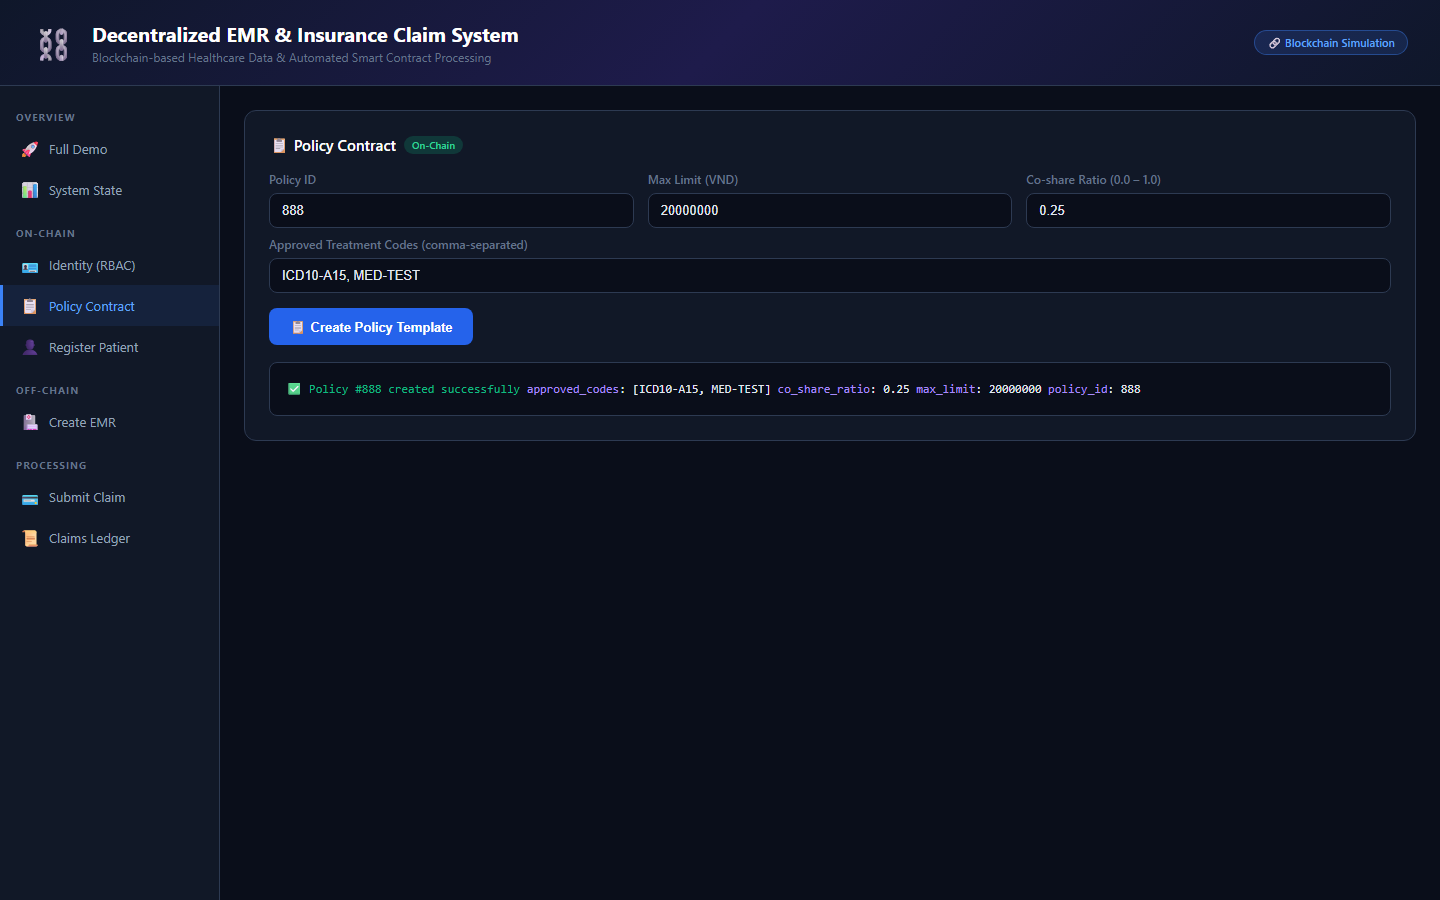 Decentralized EMR & Insurance Claim System
Blockchain-based Healthcare Data & Automated Smart Contract Processing
Blockchain Simulation
OVERVIEW
Full Demo
System State
ON-CHAIN
Identity (RBAC)
Policy Contract
Register Patient
OFF-CHAIN
Create EMR
PROCESSING
Submit Claim
Claims Ledger
Policy Contract On-Chain
Policy ID
888
Max Limit (VND)
20000000
Co-share Ratio (0.0 – 1.0)
0.25
Approved Treatment Codes (comma-separated)
ICD10-A15, MED-TEST
Create Policy Template
Policy #888 created successfully approved_codes: [ICD10-A15, MED-TEST] co_share_ratio: 0.25 max_limit: 20000000 policy_id: 888